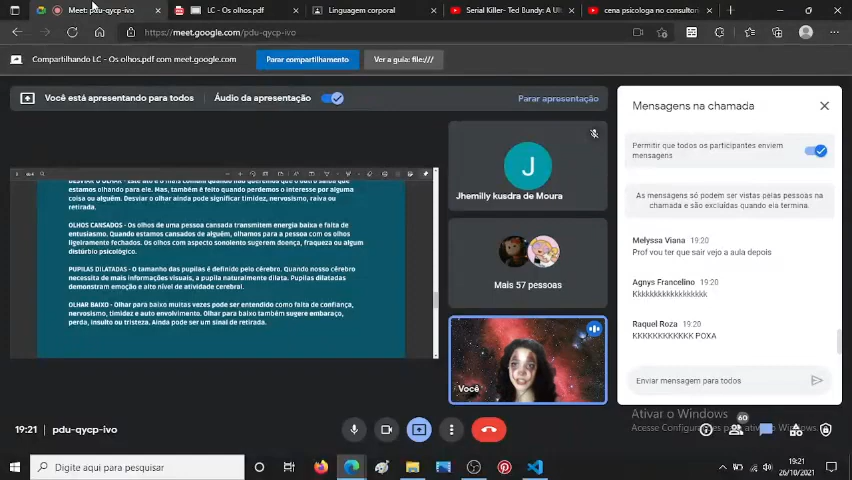 Meet: pdu-qycp-ivo
LC - Os olhos.pdf
Linguagem corporal
Serial Killer- Ted Bundy: A Ult
cena psicologa no consultori
https://meet.google.com/pdu-qycp-ivo
Compartilhando LC - Os olhos.pdf com meet.google.com
Parar compartilhamento
Ver a guia: file:///
Você está apresentando para todos
Áudio da apresentação
Parar apresentação
estamos olhando para ele. Mas, também é feito quando perdemos o interesse por alguma
coisa ou alguém. Desviar o olhar ainda pode significar timidez, nervosismo, raiva ou
retirada.
OLHOS CANSADOS - Os olhos de uma pessoa cansada transmitem energia baixa e falta de
entusiasmo. Quando estamos cansados de alguém, olhamos para a pessoa com os olhos
ligeiramente fechados. Os olhos com aspecto sonolento sugerem doença, fraqueza ou algum
distúrbio psicológico.
PUPILAS DILATADAS - O tamanho das pupilas é definido pelo cérebro. Quando nosso cérebro
necessita de mais informações visuais, a pupila naturalmente dilata. Pupilas dilatadas
demonstram emoção e alto nível de atividade cerebral.
OLHAR BAIXO - Olhar para baixo muitas vezes pode ser entendido como falta de confiança,
nervosismo, timidez e auto envolvimento. Olhar para baixo também sugere embaraço,
perda, insulto ou tristeza. Ainda pode ser um sinal de retirada.
J
Jhemilly kusdra de Moura
Mais 57 pessoas
Você
Mensagens na chamada
Permitir que todos os participantes enviem
mensagens
As mensagens só podem ser vistas pelas pessoas na
chamada e são excluídas quando ela termina.
Melyssa Viana 19:20
Prof vou ter que sair vejo a aula depois
Agnys Francelino 19:20
Kkkkkkkkkkkkkkkkk
Raquel Roza 19:20
KKKKKKKKKKKK POXA
Enviar mensagem para todos
Ativar o Windows
Acesse Configurações para ativar o Windows.
19:21
pdu-qycp-ivo
60
Digite aqui para pesquisar
19:21
26/10/2021